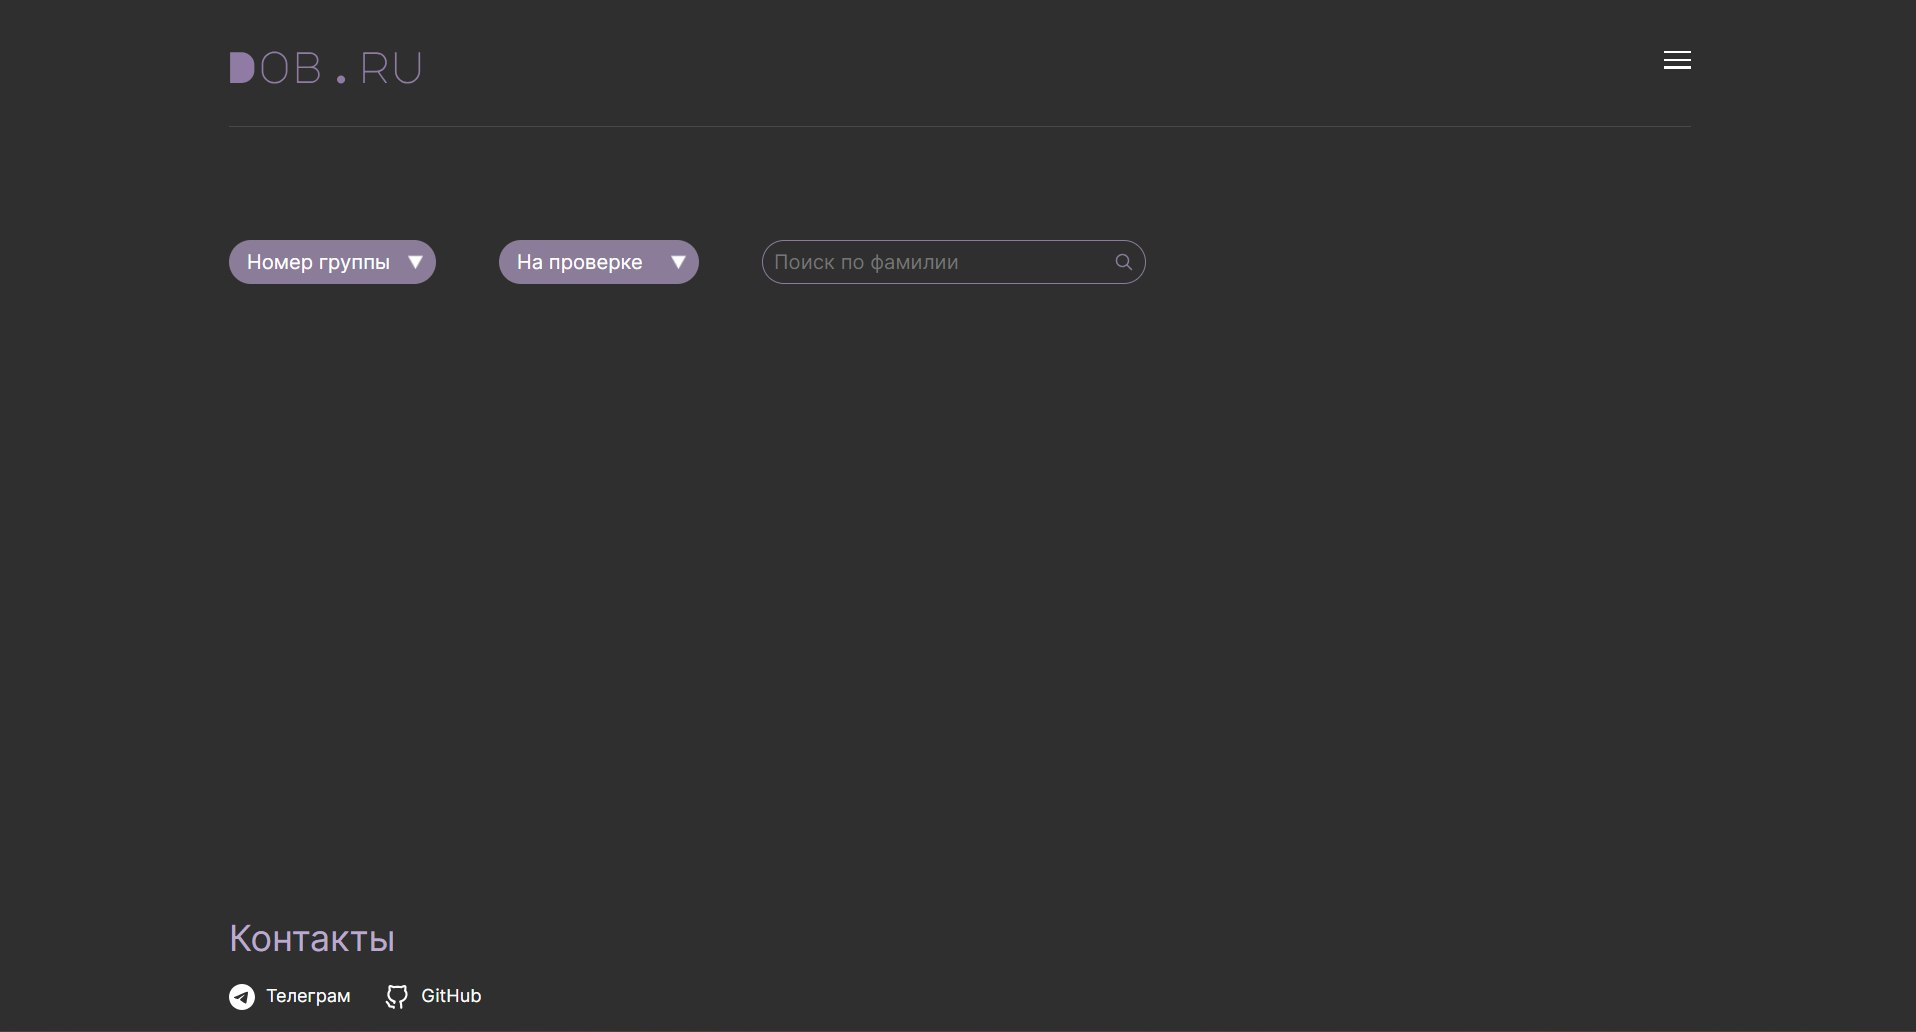 DOB.RU
Номер группы
На проверке
Поиск по фамилии
Контакты
Телеграм
GitHub